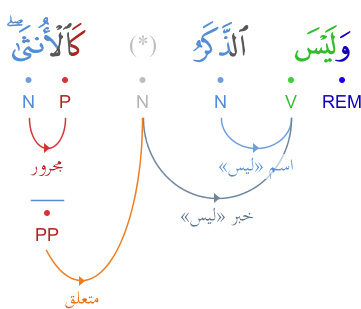 وَلَيْسَ ٱلذَّكَرُ (*) كَٱلْأُنثَىٰ ۖ
REM V N N P N
اسم «ليس»
مجرور
خبر «ليس»
PP
متعلق